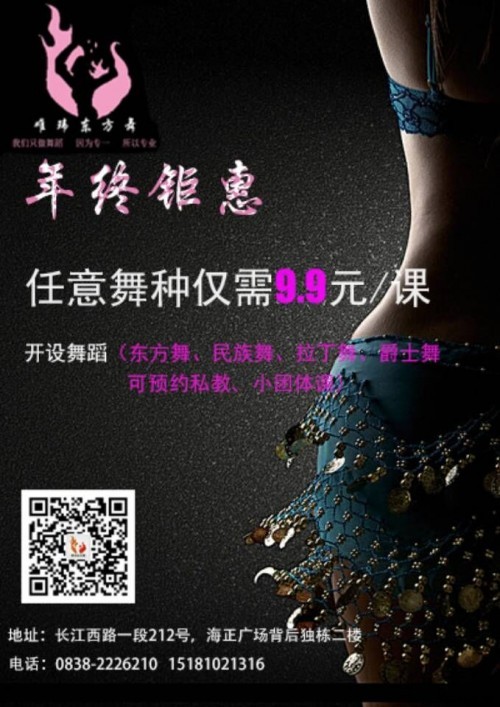 唯玮东方舞
我们只做舞蹈 因为专一 所以专业
年终钜惠
任意舞种仅需9.9元/课
开设舞蹈（东方舞、民族舞、拉丁舞、爵士舞
可预约私教、小团体课）
地址：长江西路一段212号，海正广场背后独栋二楼
电话：0838-2226210 15181021316